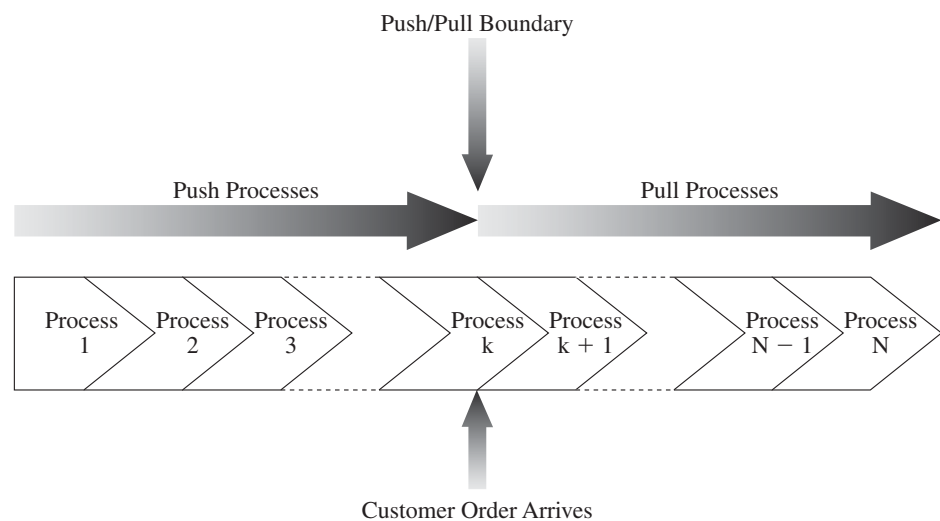 Push/Pull Boundary
Push Processes
Pull Processes
Process
1
Process
2
Process
3
Process
k
Process
k + 1
Process
N − 1
Process
N
Customer Order Arrives